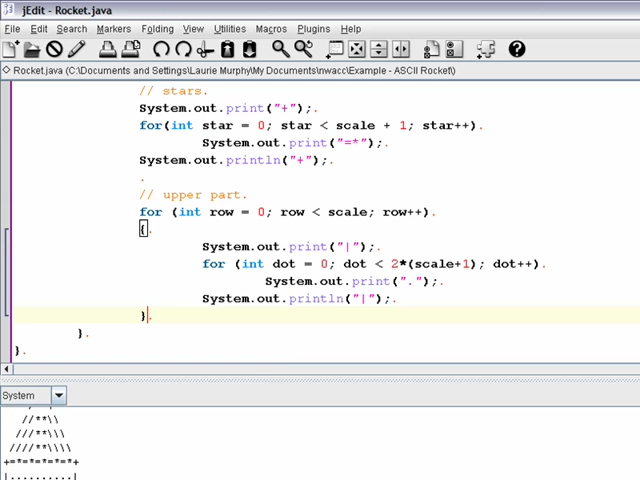 jEdit - Rocket.java
File Edit Search Markers Folding View Utilities Macros Plugins Help
Rocket.java (C:\Documents and Settings\Laurie Murphy\My Documents\nwacc\Example - ASCII Rocket\)
// stars.
System.out.print("+");.
for(int star = 0; star < scale + 1; star++).
System.out.print("=*");.
System.out.println("+");.
.
// upper part.
for (int row = 0; row < scale; row++).
{.
System.out.print("|");.
for (int dot = 0; dot < 2*(scale+1); dot++).
System.out.print(".");.
System.out.println("|");.
}.
}.
}.
System
//**\\
///**\\\
////**\\\\
+=*=*=*=*=*+
|..........|